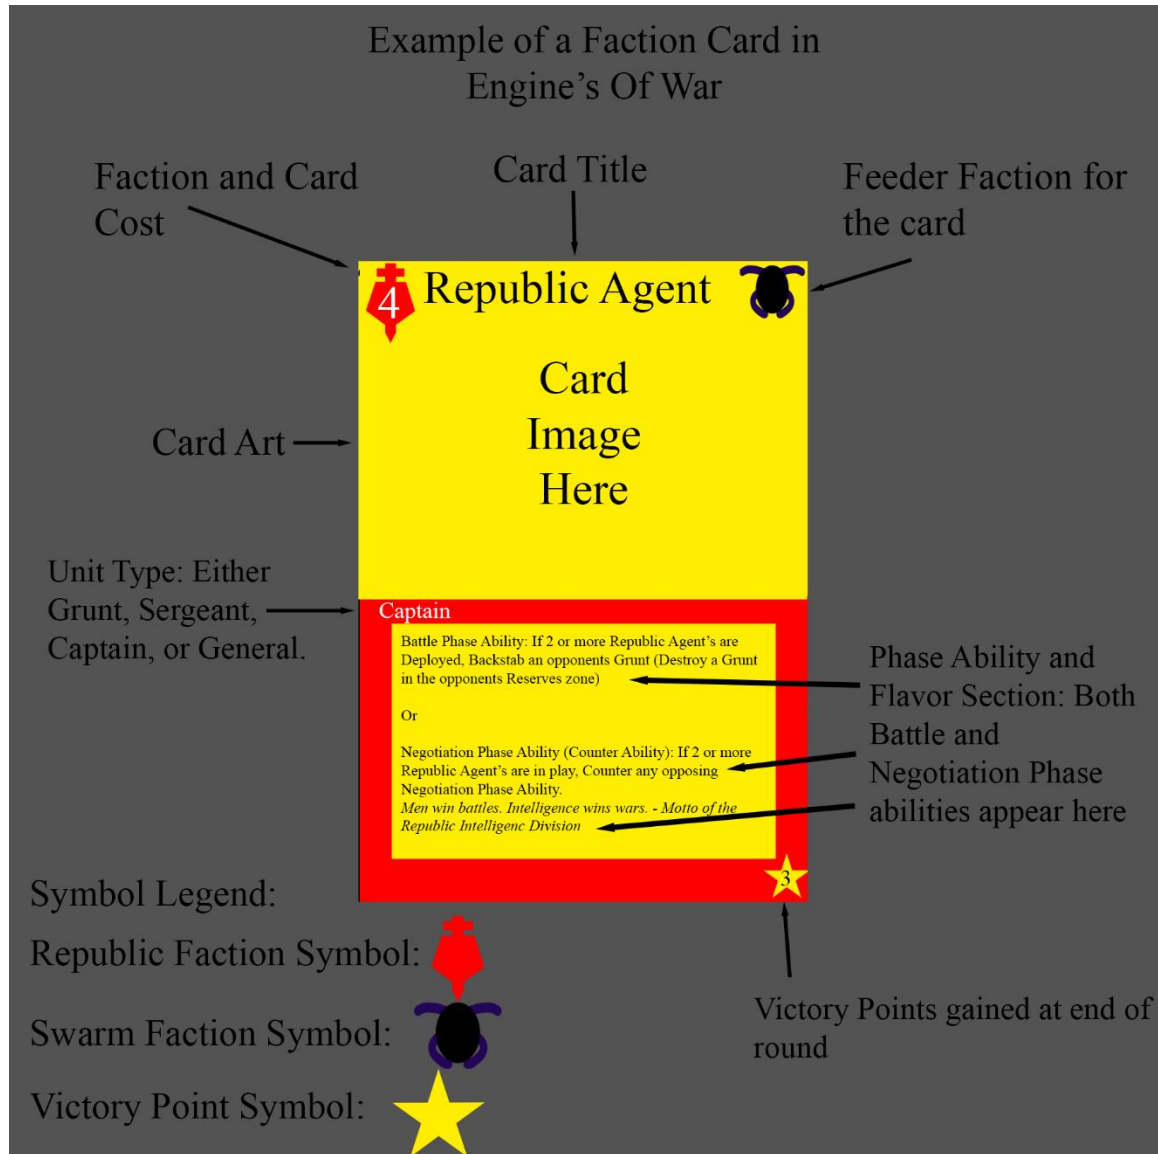 Example of a Faction Card in
Engine's Of War
Faction and Card
Cost
Card Title
Feeder Faction for
the card
4
Republic Agent
Card
Image
Here
Card Art
Unit Type: Either
Grunt, Sergeant,
Captain, or General.
Captain
Battle Phase Ability: If 2 or more Republic Agent's are
Deployed, Backstab an opponents Grunt (Destroy a Grunt
in the opponents Reserves zone)
Or
Negotiation Phase Ability (Counter Ability): If 2 or more
Republic Agent's are in play, Counter any opposing
Negotiation Phase Ability.
Men win battles. Intelligence wins wars. - Motto of the
Republic Intelligenc Division
3
Phase Ability and
Flavor Section: Both
Battle and
Negotiation Phase
abilities appear here
Symbol Legend:
Republic Faction Symbol:
Swarm Faction Symbol:
Victory Point Symbol:
Victory Points gained at end of
round